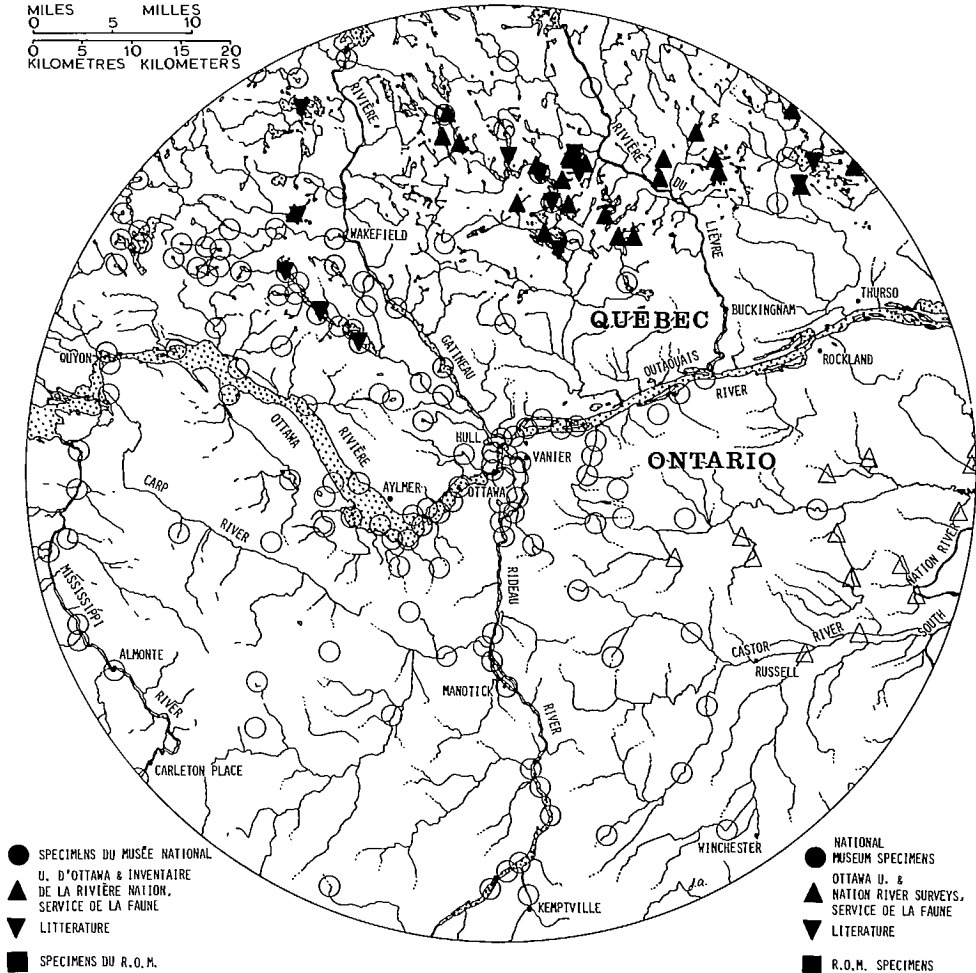 MILES MILLES
0 5 10
0 5 10 15 20
KILOMETRES KILOMETERS
RIVIÈRE
RIVIÈRE
DU
LIÈVRE
WAKEFIELD
GATINEAU
QUÉBEC
BUCKINGNAM
THURSO
ROCKLAND
QUYON
OUTAOUAIS
RIVER
OTTAWA
RIVIÈRE
HULL
VANIER
ONTARIO
AYLMER
OTTAWA
CARP
RIVER
RIDEAU
RIVER
NATION RIVER
SOUTH
MISSISSIPPI
RIVER
ALMONTE
CASTOR
RIVER
RUSSELL
MANOTICK
CARLETON PLACE
WINCHESTER
KEMPTVILLE
J.A.
SPECIMENS DU MUSÉE NATIONAL
U. D'OTTAWA & INVENTAIRE
DE LA RIVIÈRE NATION,
SERVICE DE LA FAUNE
LITTERATURE
SPECIMENS DU R.O.M.
NATIONAL
MUSEUM SPECIMENS
OTTAWA U. &
NATION RIVER SURVEYS,
SERVICE DE LA FAUNE
LITERATURE
R.O.M. SPECIMENS